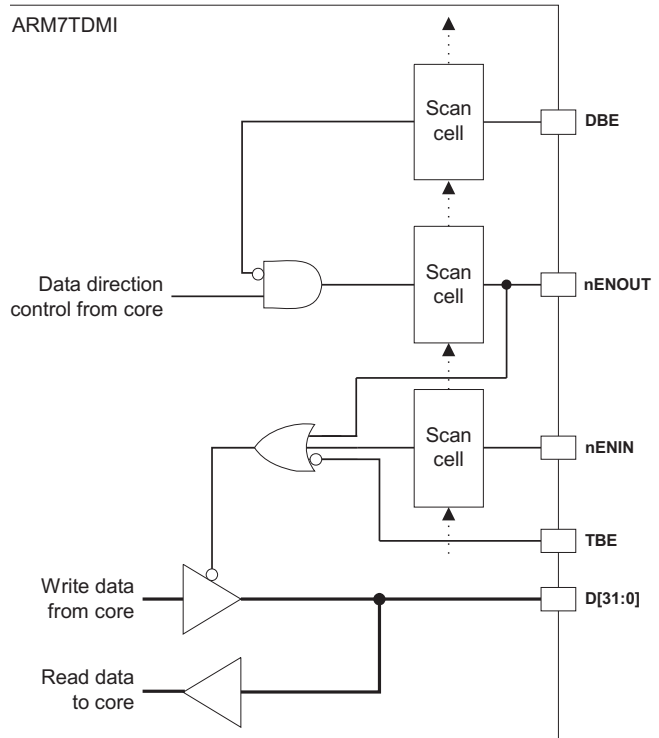 ARM7TDMI
Scan
cell
DBE
Data direction
control from core
Scan
cell
nENOUT
Scan
cell
nENIN
TBE
Write data
from core
D[31:0]
Read data
to core